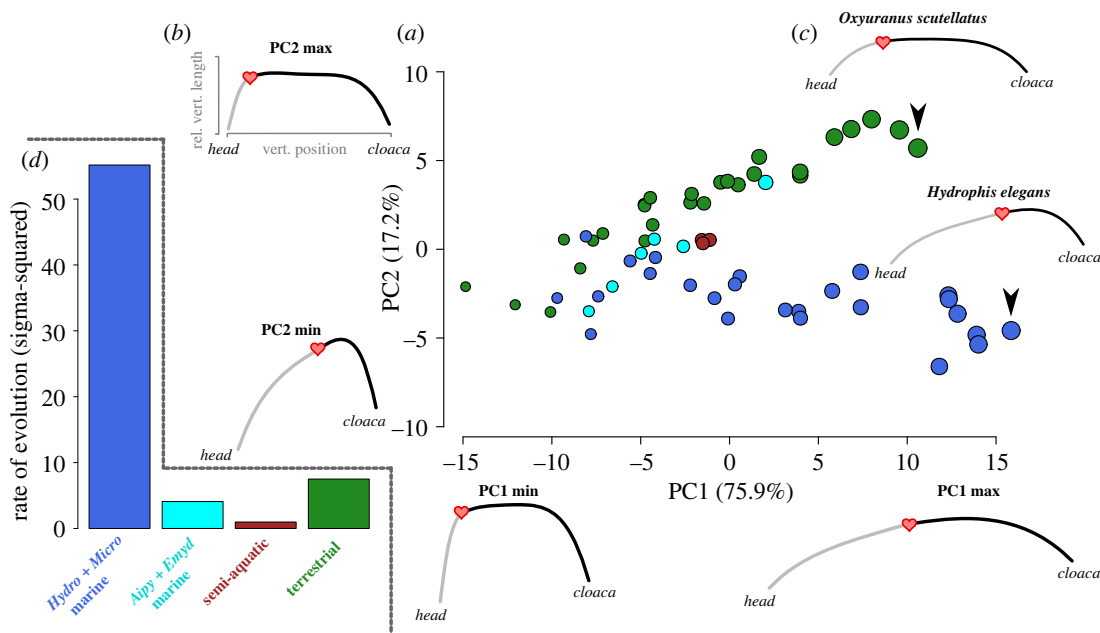 (b)
PC2 max
rel. vert. length
head
vert. position
cloaca
(a)
10
5
0
−5
−10
PC2 (17.2%)
−15
−10
−5
0
5
10
15
PC1 (75.9%)
(c)
Oxyuranus scutellatus
head
cloaca
Hydrophis elegans
head
cloaca
(d)
rate of evolution (sigma-squared)
50
40
30
20
10
0
Hydro + Micro
marine
Aipy + Emyd
marine
semi-aquatic
terrestrial
PC2 min
head
cloaca
PC1 min
head
cloaca
PC1 max
head
cloaca